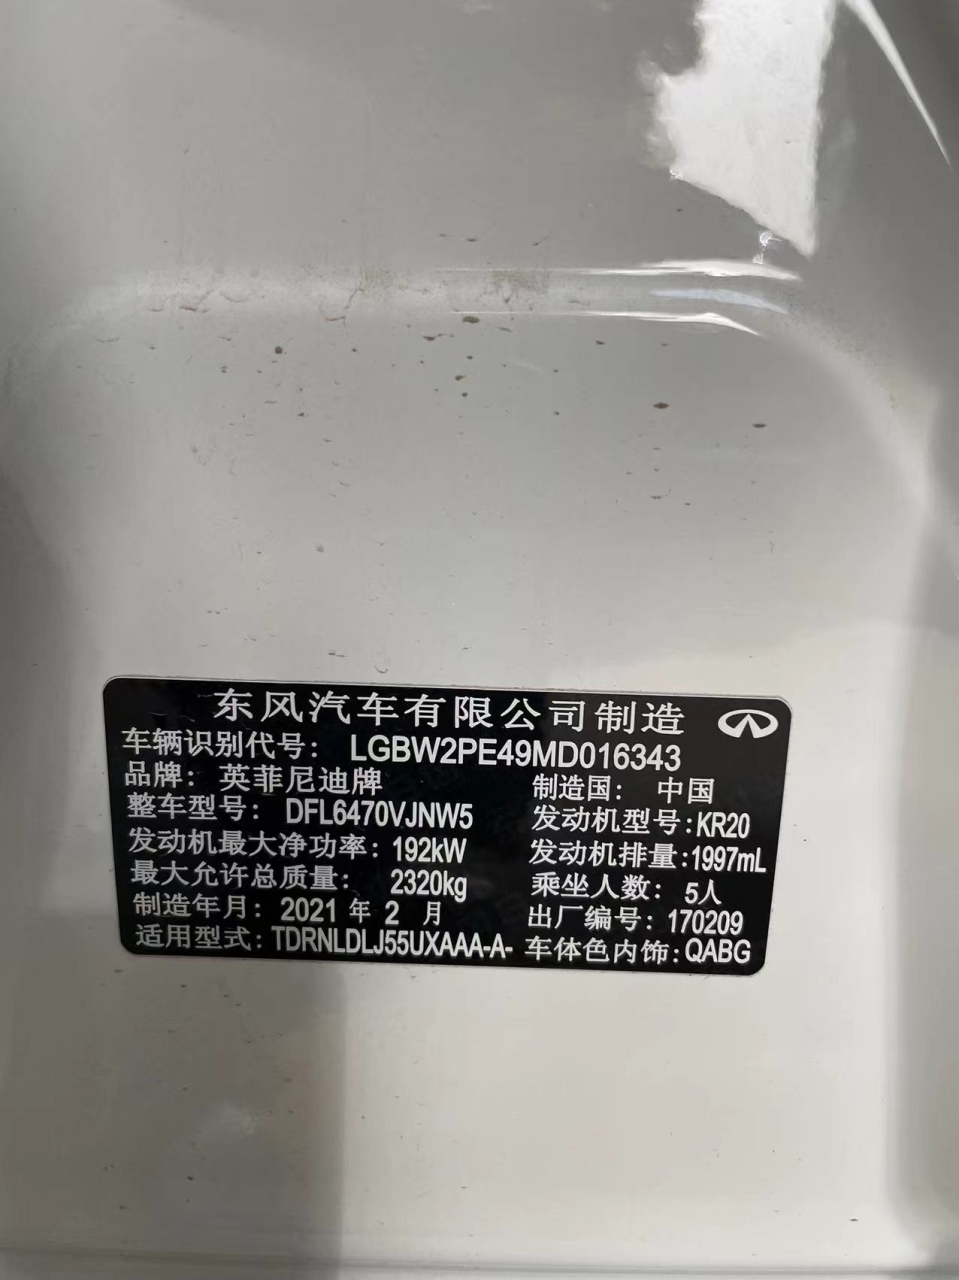 东风汽车有限公司制造
车辆识别代号: LGBW2PE49MD016343
品牌: 英菲尼迪牌 制造国: 中国
整车型号: DFL6470VJNW5 发动机型号:KR20
发动机最大净功率: 192kW 发动机排量:1997mL
最大允许总质量: 2320kg 乘坐人数: 5人
制造年月: 2021 年 2 月 出厂编号: 170209
适用型式: TDRNLDLJ55UXAAA-A- 车体色内饰:QABG